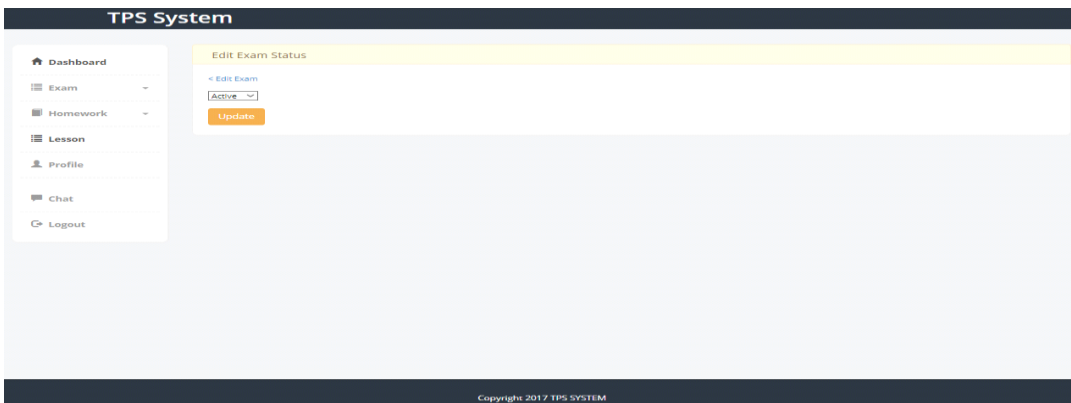 TPS System
Dashboard
Exam
Homework
Lesson
Profile
Chat
Logout
Edit Exam Status
< Edit Exam
Active
Update
Copyright 2017 TPS SYSTEM